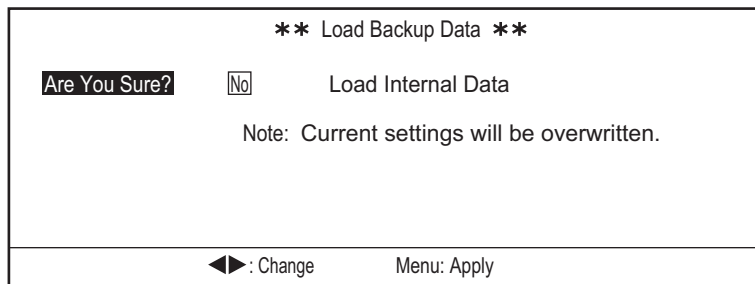 ** Load Backup Data **
Are You Sure? No Load Internal Data
Note: Current settings will be overwritten.
◀▶: Change Menu: Apply